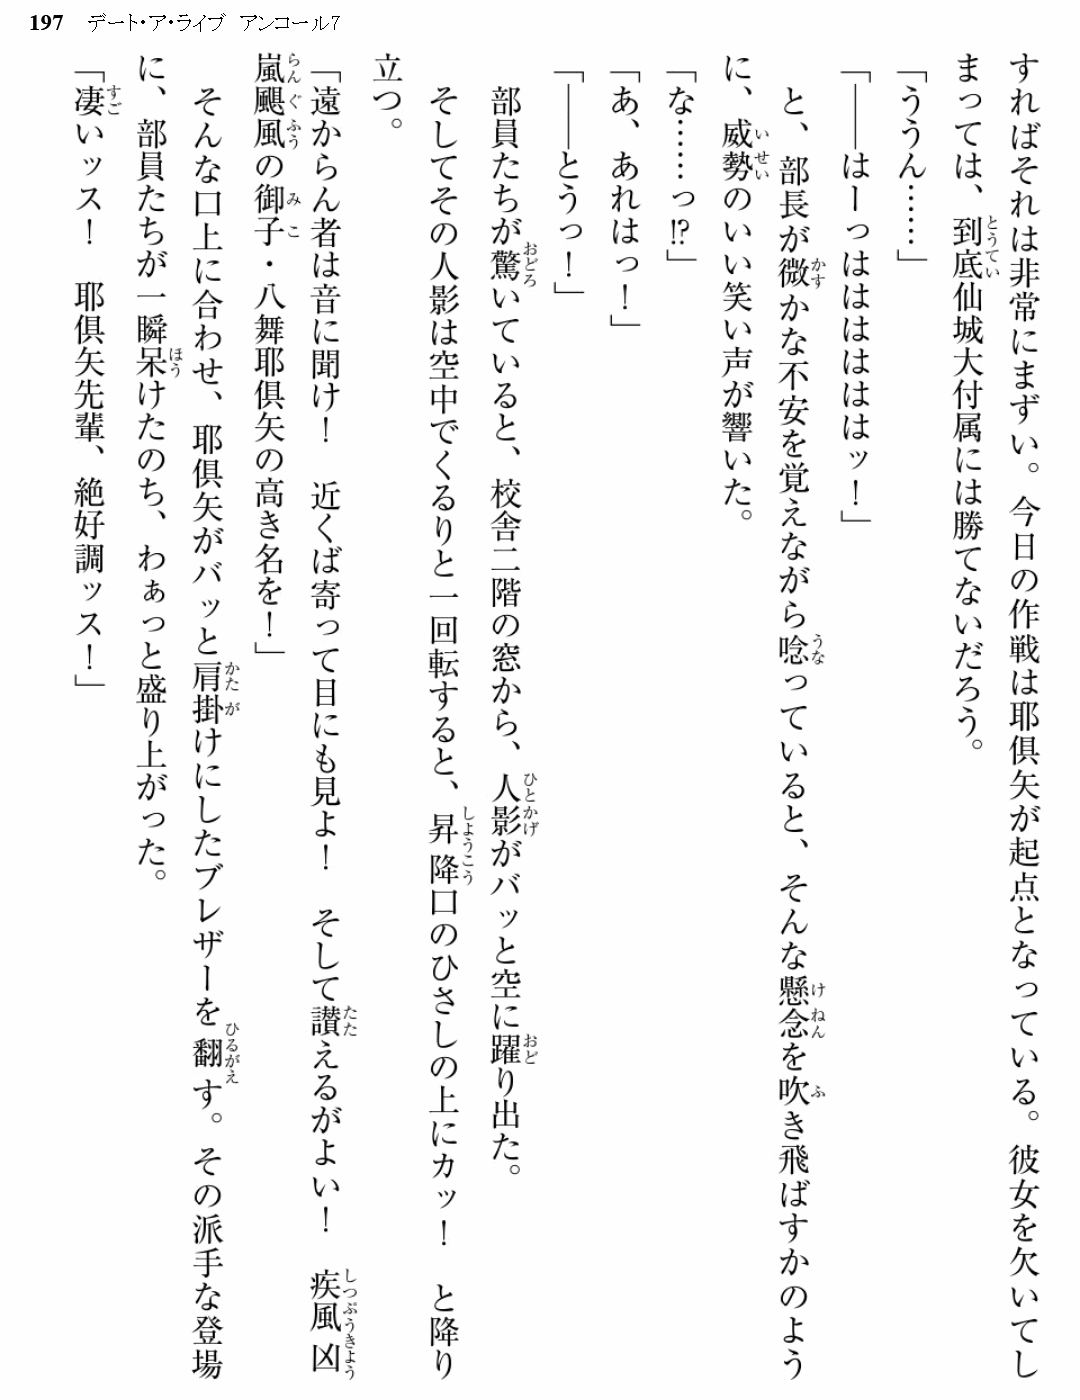 197 デート・ア・ライブ アンコール7
すればそれは非常にまずい。今日の作戦は耶倶矢が起点となっている。彼女を欠いてし
まっては、到底仙城大付属には勝てないだろう。
「ううん……」
「――はーっはははははッ！」
と、部長が微かな不安を覚えながら唸っていると、そんな懸念を吹き飛ばすかのよう
に、威勢のいい笑い声が響いた。
「な……っ!?」
「あ、あれはっ！」
「――とうっ！」
部員たちが驚いていると、校舎二階の窓から、人影がバッと空に躍り出た。
そしてその人影は空中でくるりと一回転すると、昇降口のひさしの上にカッ！　と降り
立つ。
「遠からん者は音に聞け！　近くば寄って目にも見よ！　そして讃えるがよい！　疾風凶
嵐颶風の御子・八舞耶倶矢の高き名を！」
そんな口上に合わせ、耶倶矢がバッと肩掛けにしたブレザーを翻す。その派手な登場
に、部員たちが一瞬呆けたのち、わぁっと盛り上がった。
「凄いッス！　耶倶矢先輩、絶好調ッス！」